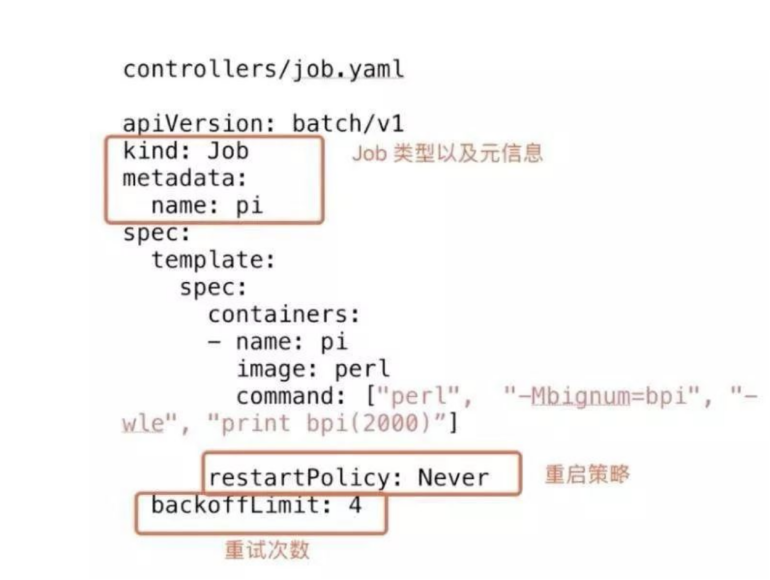 controllers/job.yaml
apiVersion: batch/v1
kind: Job
Job 类型以及元信息
metadata:
  name: pi
spec:
  template:
    spec:
      containers:
      - name: pi
        image: perl
        command: ["perl",  "-Mbignum=bpi", "-
wle", "print bpi(2000)”]
      restartPolicy: Never
重启策略
  backoffLimit: 4
重试次数